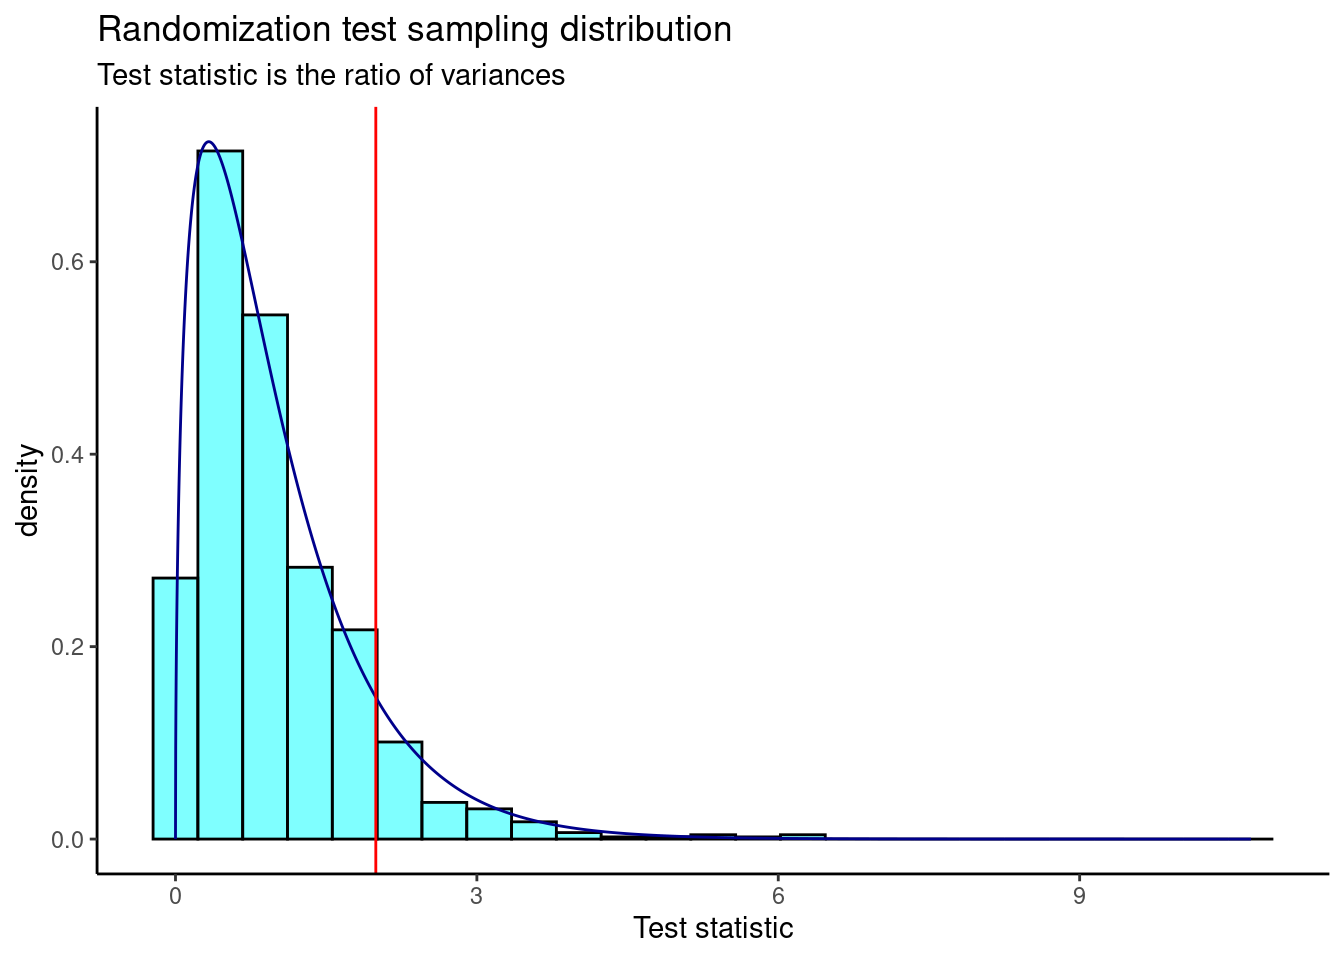 Randomization test sampling distribution
Test statistic is the ratio of variances
density
0.6
0.4
0.2
0.0
0 3 6 9
Test statistic